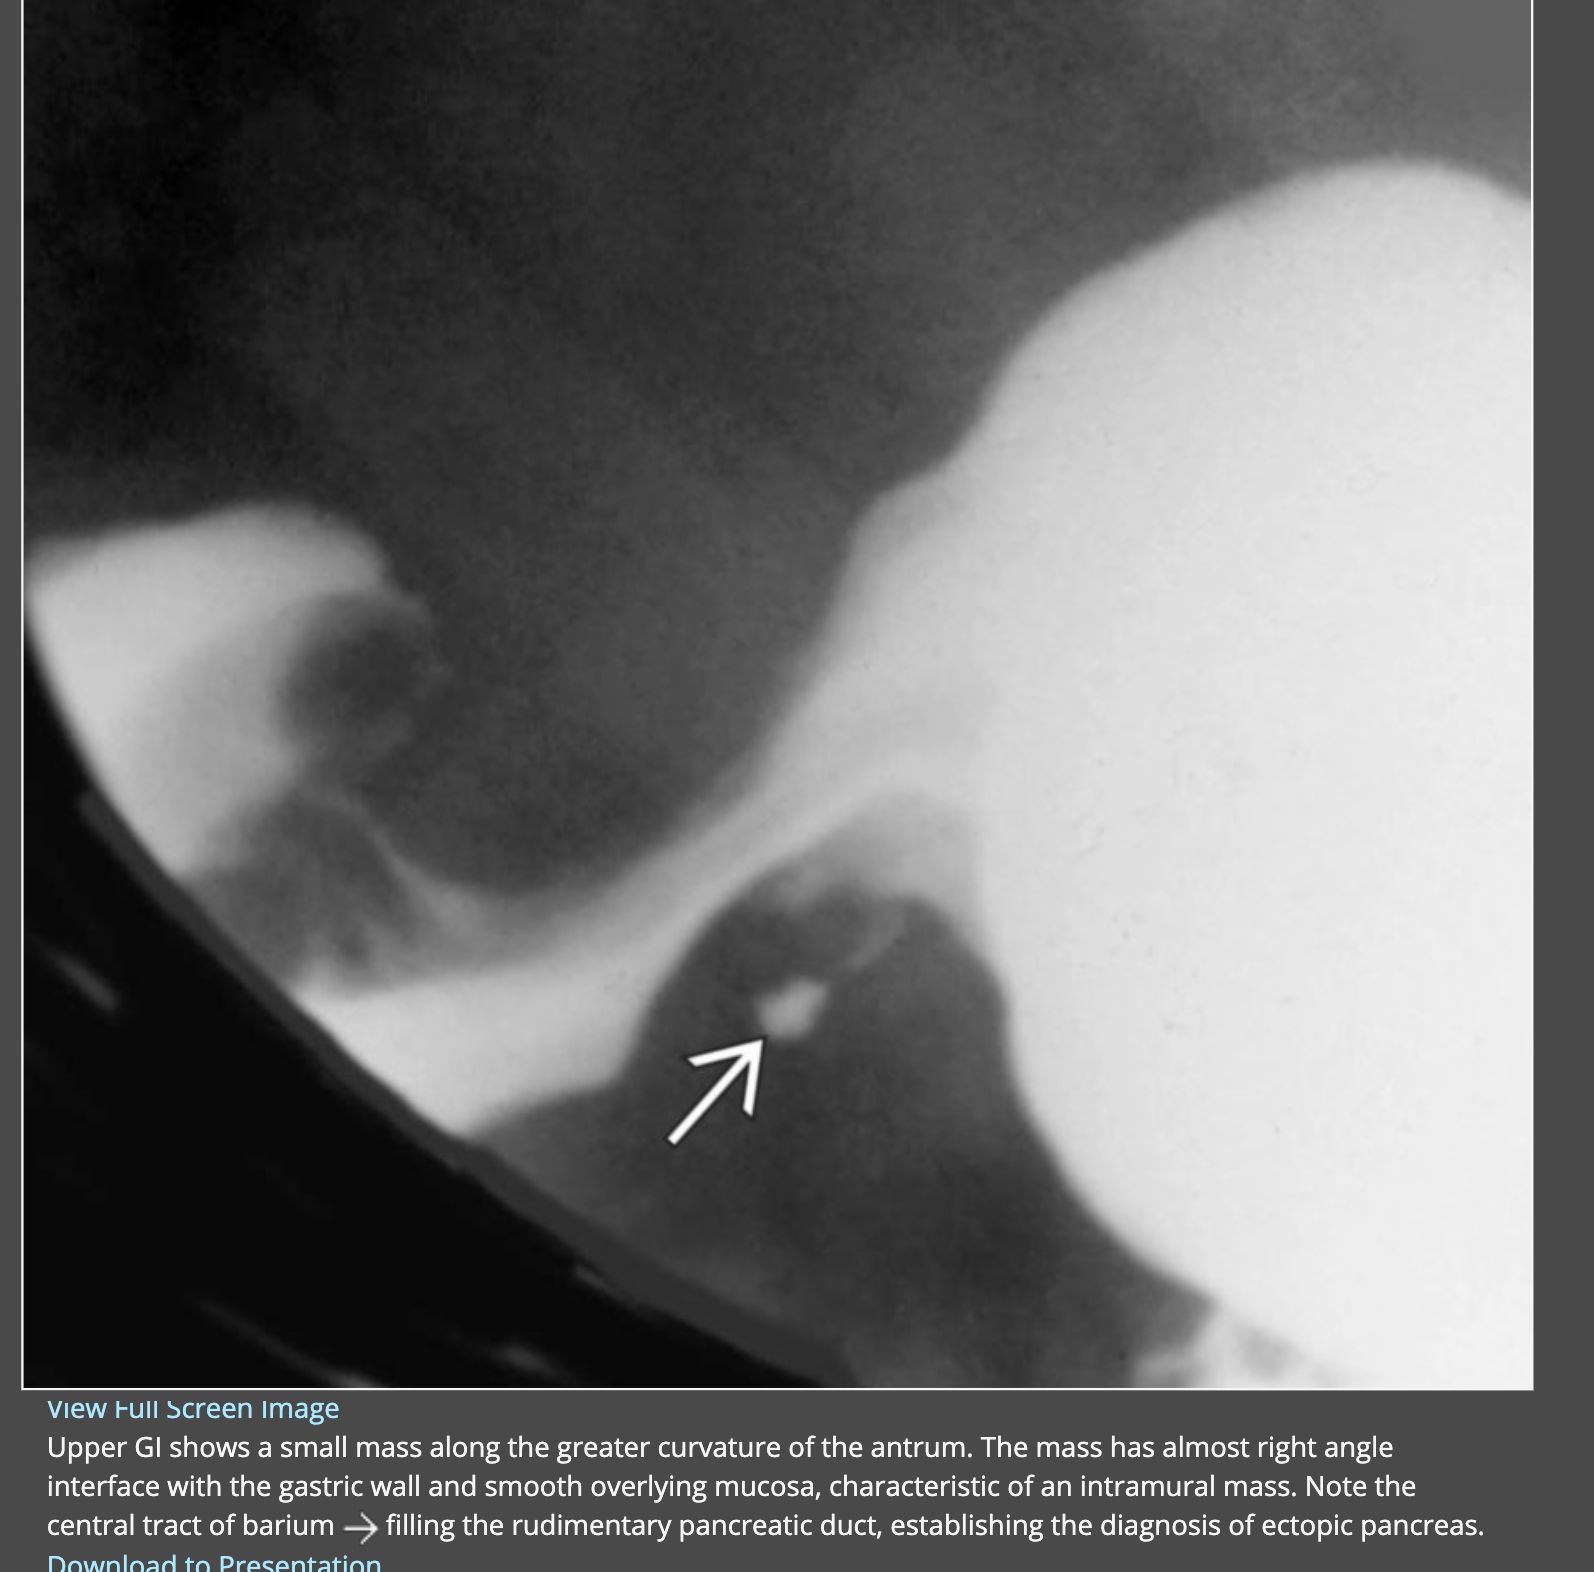 View Full Screen Image
Upper GI shows a small mass along the greater curvature of the antrum. The mass has almost right angle
interface with the gastric wall and smooth overlying mucosa, characteristic of an intramural mass. Note the
central tract of barium → filling the rudimentary pancreatic duct, establishing the diagnosis of ectopic pancreas.
Download to Presentation